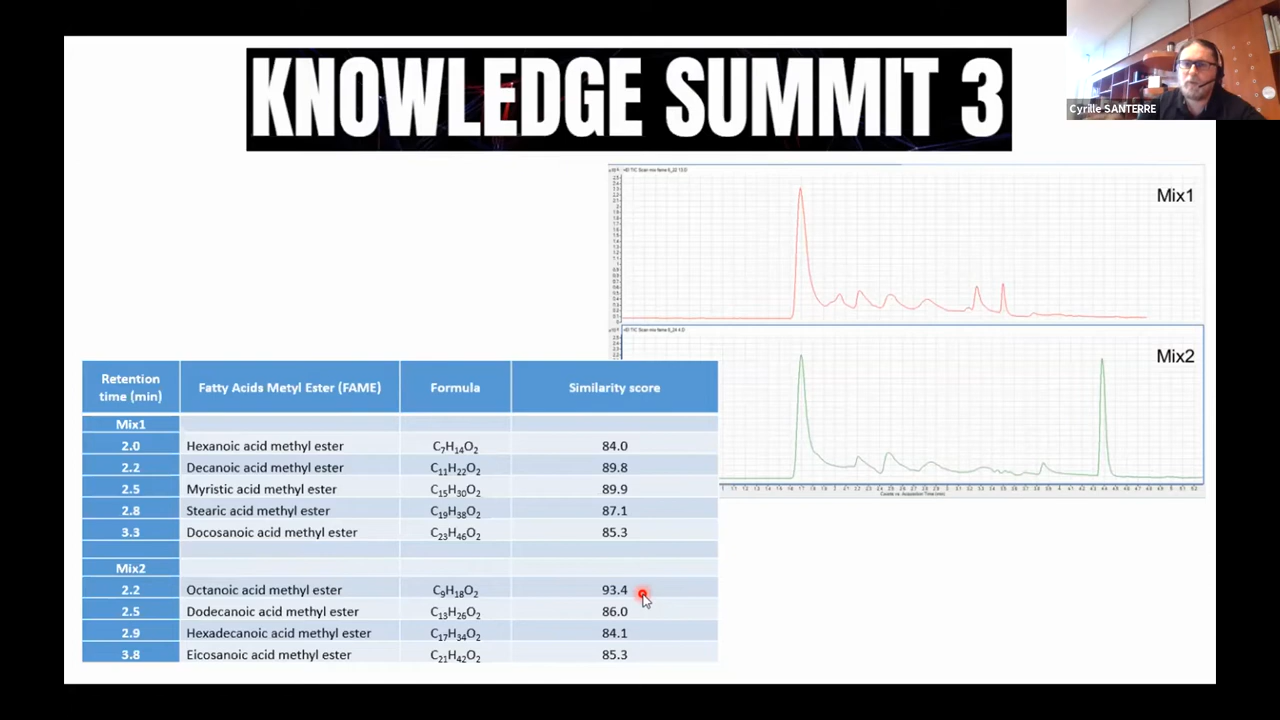 KNOWLEDGE SUMMIT 3
Cyrille SANTERRE
Mix1
Mix2
Counts vs. Acquisition Time (min)
Retention time (min) Fatty Acids Metyl Ester (FAME) Formula Similarity score
Mix1
2.0 Hexanoic acid methyl ester C7H14O2 84.0
2.2 Decanoic acid methyl ester C11H22O2 89.8
2.5 Myristic acid methyl ester C15H30O2 89.9
2.8 Stearic acid methyl ester C19H38O2 87.1
3.3 Docosanoic acid methyl ester C23H46O2 85.3
Mix2
2.2 Octanoic acid methyl ester C9H18O2 93.4
2.5 Dodecanoic acid methyl ester C13H26O2 86.0
2.9 Hexadecanoic acid methyl ester C17H34O2 84.1
3.8 Eicosanoic acid methyl ester C21H42O2 85.3